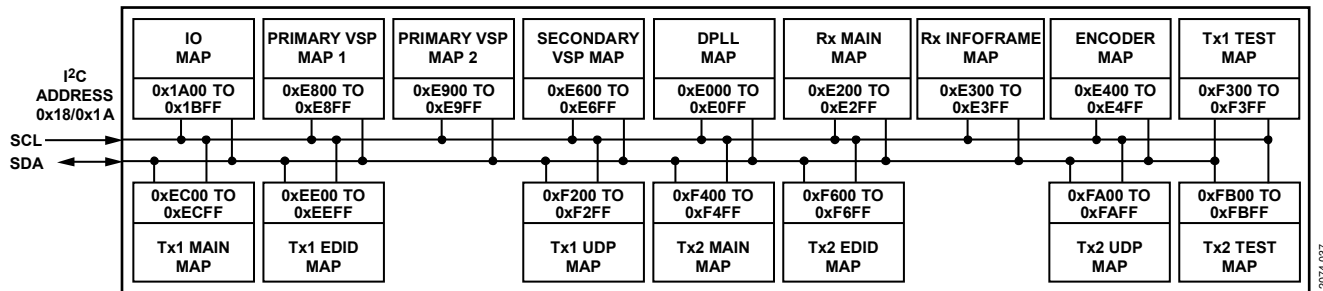 IO
MAP
0x1A00 TO
0x1BFF
PRIMARY VSP
MAP 1
0xE800 TO
0xE8FF
PRIMARY VSP
MAP 2
0xE900 TO
0xE9FF
SECONDARY
VSP MAP
0xE600 TO
0xE6FF
DPLL
MAP
0xE000 TO
0xE0FF
Rx MAIN
MAP
0xE200 TO
0xE2FF
Rx INFOFRAME
MAP
0xE300 TO
0xE3FF
ENCODER
MAP
0xE400 TO
0xE4FF
Tx1 TEST
MAP
0xF300 TO
0xF3FF
I2C
ADDRESS
0x18/0x1A
SCL
SDA
0xEC00 TO
0xECFF
Tx1 MAIN
MAP
0xEE00 TO
0xEEFF
Tx1 EDID
MAP
0xF200 TO
0xF2FF
Tx1 UDP
MAP
0xF400 TO
0xF4FF
Tx2 MAIN
MAP
0xF600 TO
0xF6FF
Tx2 EDID
MAP
0xFA00 TO
0xFAFF
Tx2 UDP
MAP
0xFB00 TO
0xFBFF
Tx2 TEST
MAP